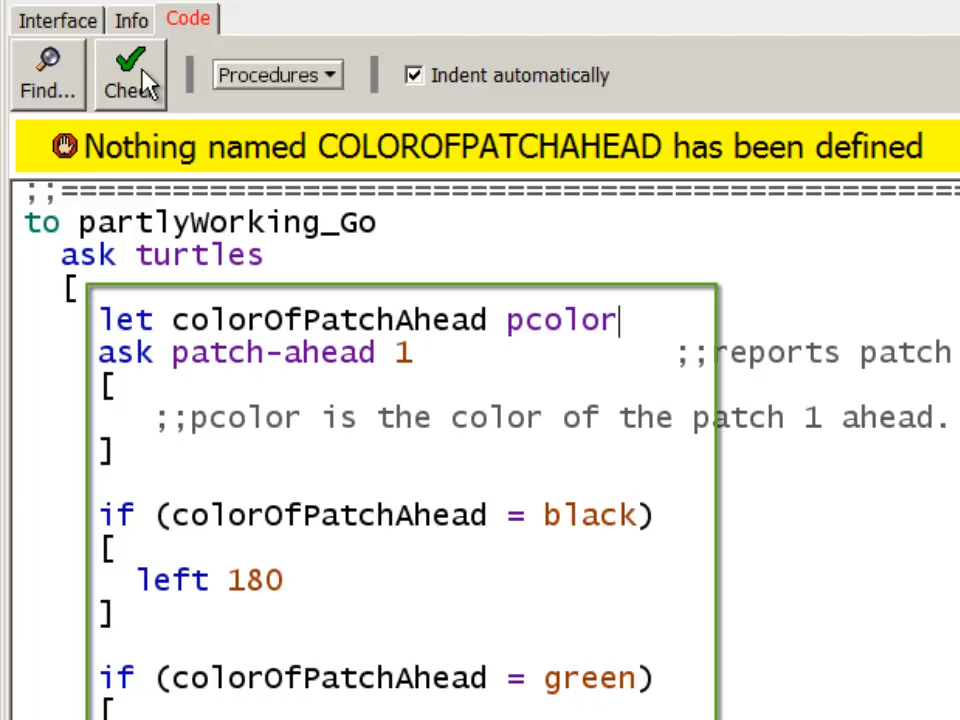 Interface Info Code
Find... Check Procedures Indent automatically
Nothing named COLOROFPATCHAHEAD has been defined
;;=================================================
to partlyWorking_Go
ask turtles
[
let colorOfPatchAhead pcolor
ask patch-ahead 1 ;;reports patch
[
;;pcolor is the color of the patch 1 ahead.
]
if (colorOfPatchAhead = black)
[
left 180
]
if (colorOfPatchAhead = green)
[